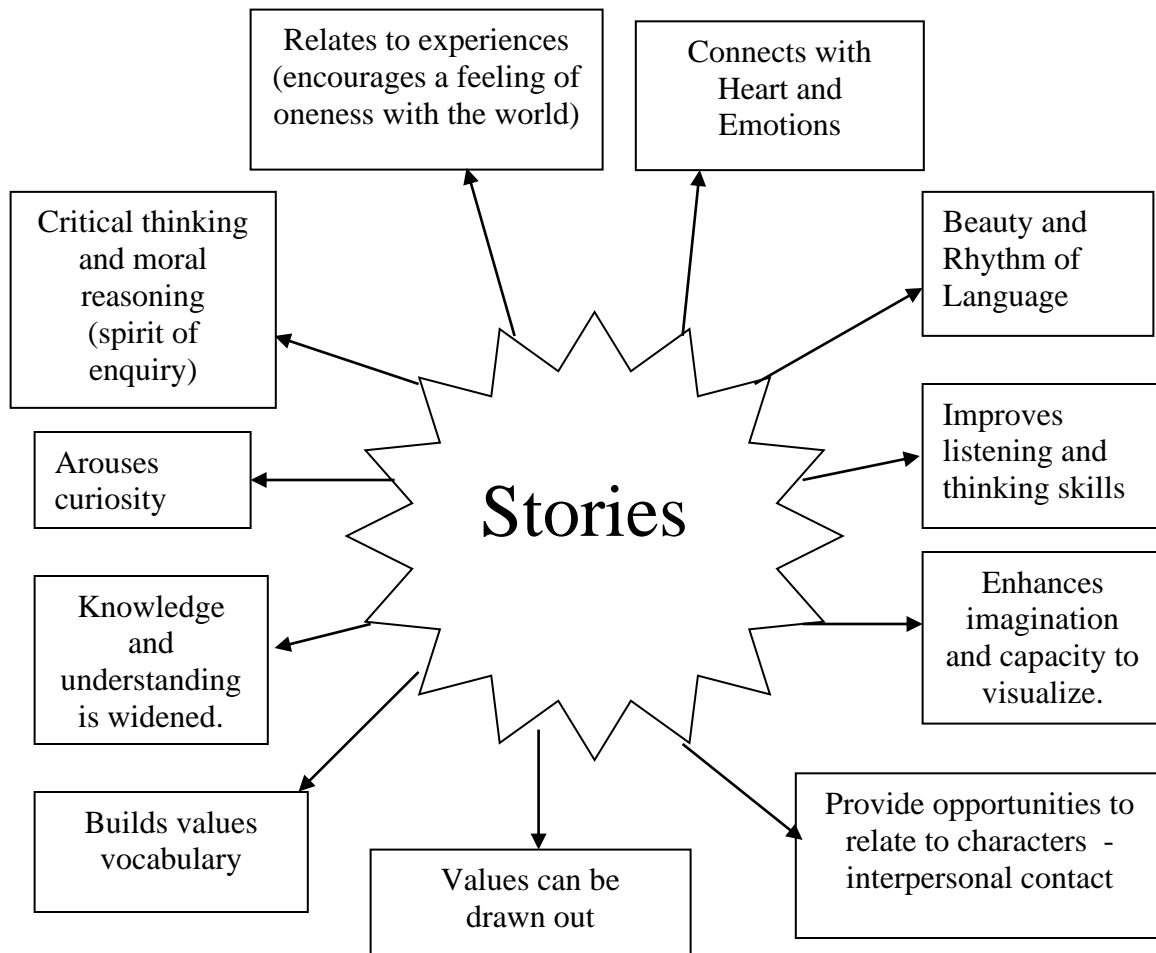 Relates to experiences
(encourages a feeling of
oneness with the world)
Connects with
Heart and
Emotions
Critical thinking
and moral
reasoning
(spirit of
enquiry)
Beauty and
Rhythm of
Language
Arouses
curiosity
Stories
Improves
listening and
thinking skills
Knowledge
and
understanding
is widened.
Enhances
imagination
and capacity to
visualize.
Builds values
vocabulary
Values can be
drawn out
Provide opportunities to
relate to characters  -
interpersonal contact